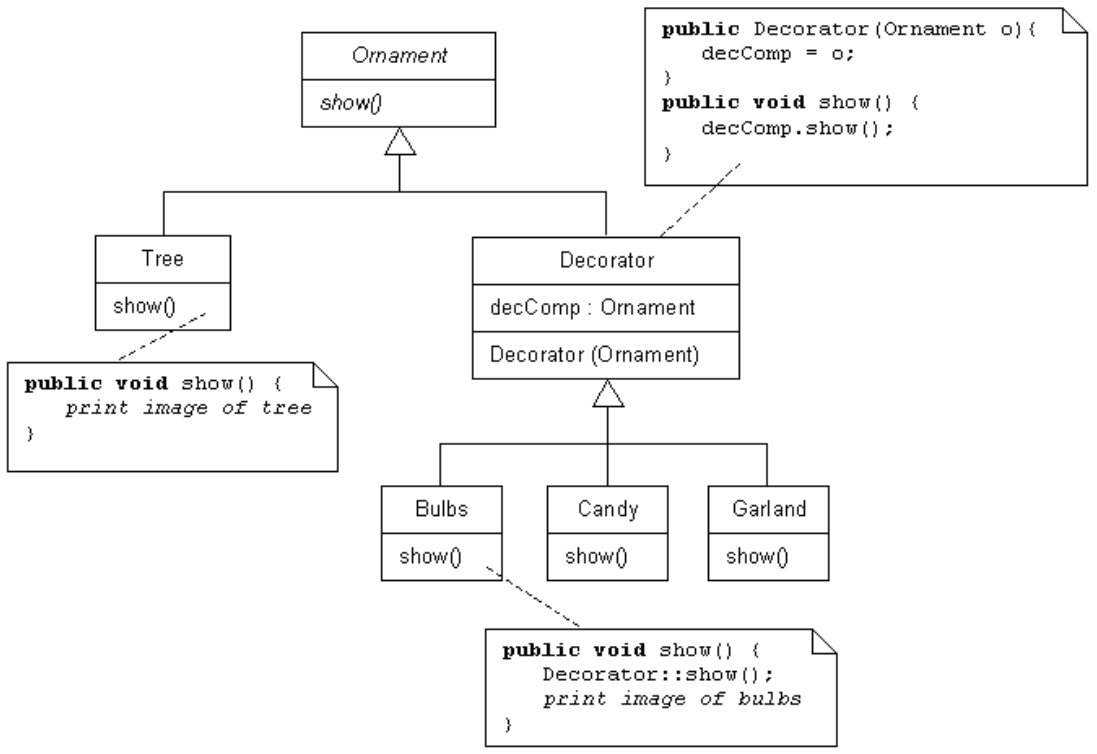 Ornament
show()
public Decorator(Ornament o){
decComp = o;
}
public void show() {
decComp.show();
}
Tree
show()
Decorator
decComp : Ornament
Decorator (Ornament)
public void show() {
print image of tree
}
Bulbs
show()
Candy
show()
Garland
show()
public void show() {
Decorator::show();
print image of bulbs
}